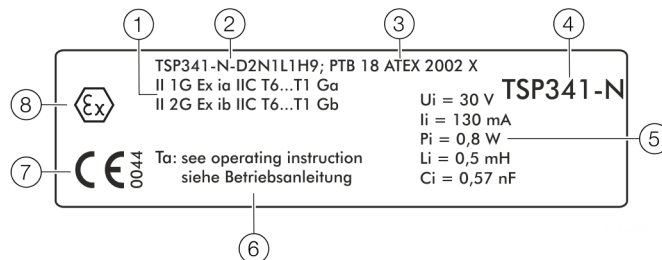 1
2
3
4
TSP341-N-D2N1L1H9; PTB 18 ATEX 2002 X
II 1G Ex ia IIC T6...T1 Ga
II 2G Ex ib IIC T6...T1 Gb
TSP341-N
Ui = 30 V
Ii = 130 mA
Pi = 0,8 W
Li = 0,5 mH
Ci = 0,57 nF
5
8
Ex
7
CE 0044
Ta: see operating instruction
siehe Betriebsanleitung
6